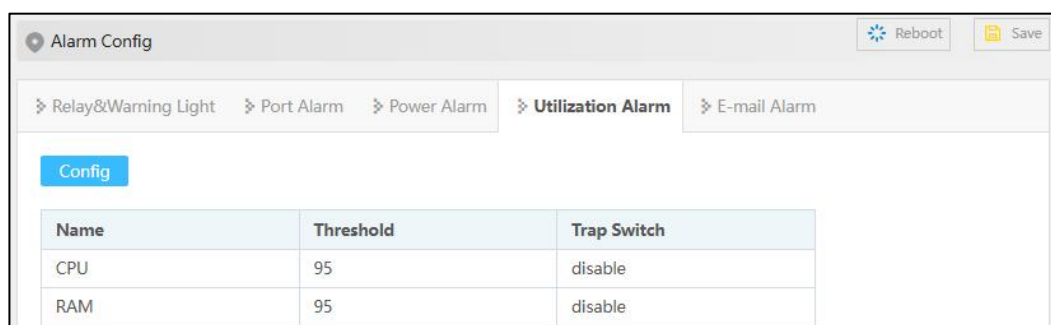 Alarm Config Reboot Save
Relay&Warning Light Port Alarm Power Alarm Utilization Alarm E-mail Alarm
Config
Name Threshold Trap Switch
CPU 95 disable
RAM 95 disable